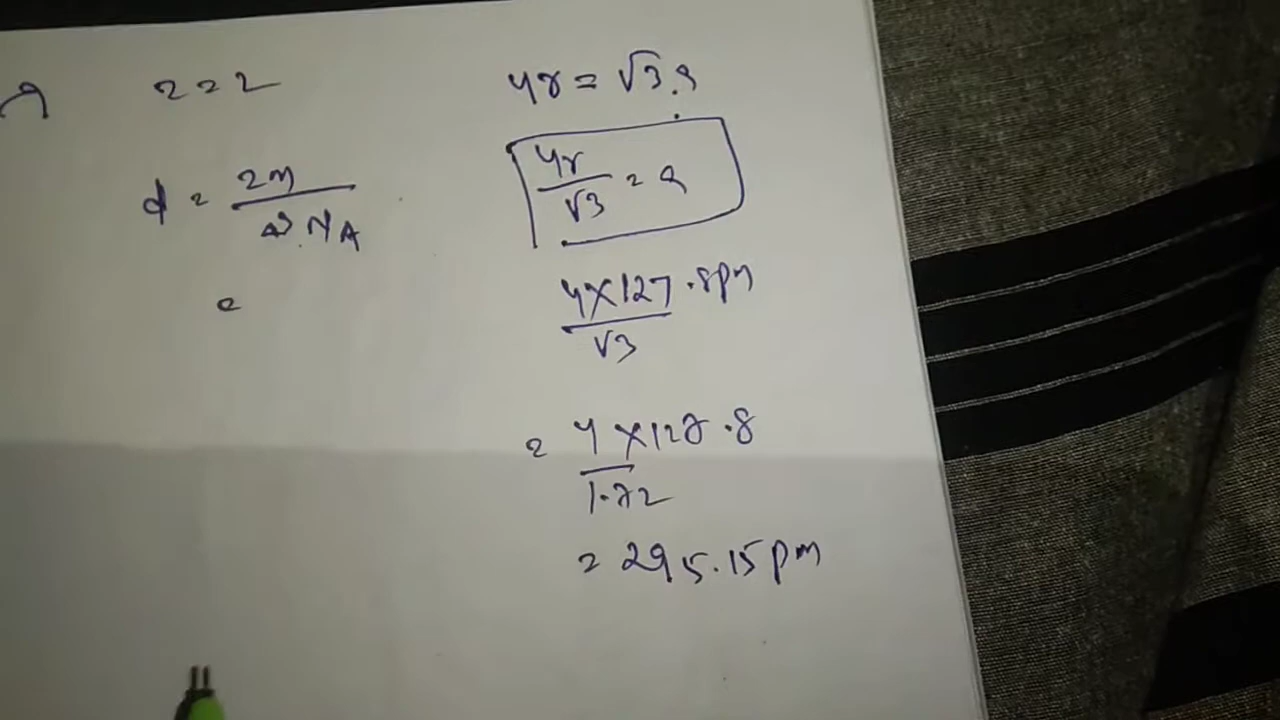 z = 2
d = zM / a³ NA
=
4r = √3.a
4r / √3 = a
4 × 127.8pm / √3
= 4 × 127.8 / 1.72
= 295.15 pm